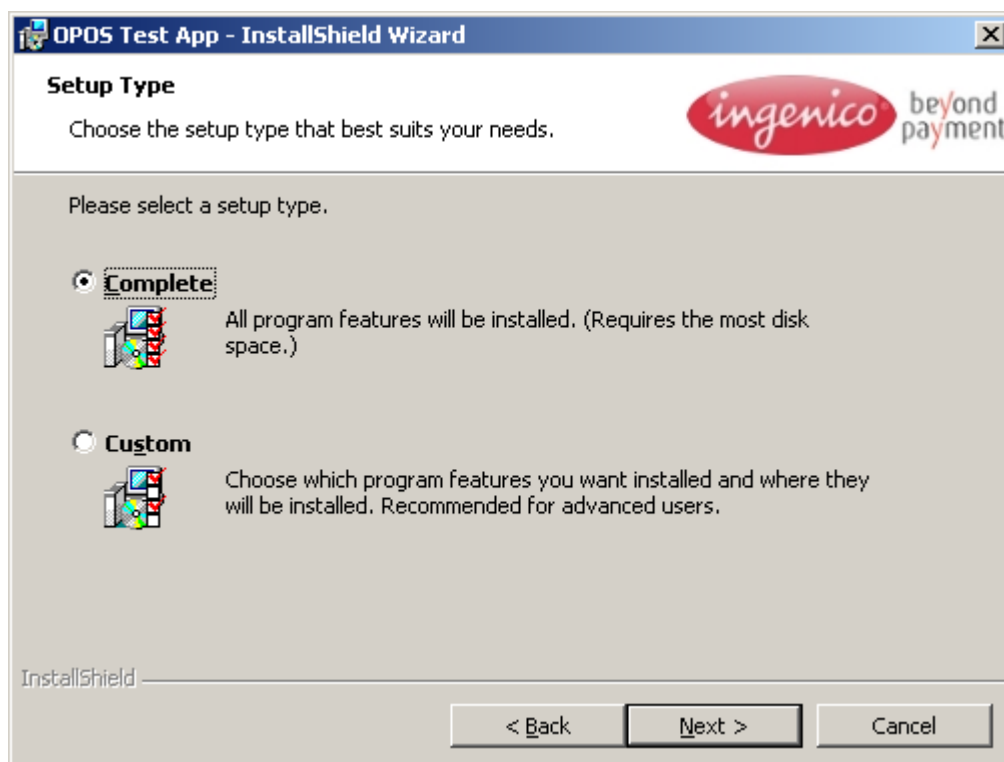 OPOS Test App - InstallShield Wizard
Setup Type
Choose the setup type that best suits your needs.
ingenico
beyond
payment
Please select a setup type.
Complete
All program features will be installed. (Requires the most disk
space.)
Custom
Choose which program features you want installed and where they
will be installed. Recommended for advanced users.
InstallShield
< Back
Next >
Cancel